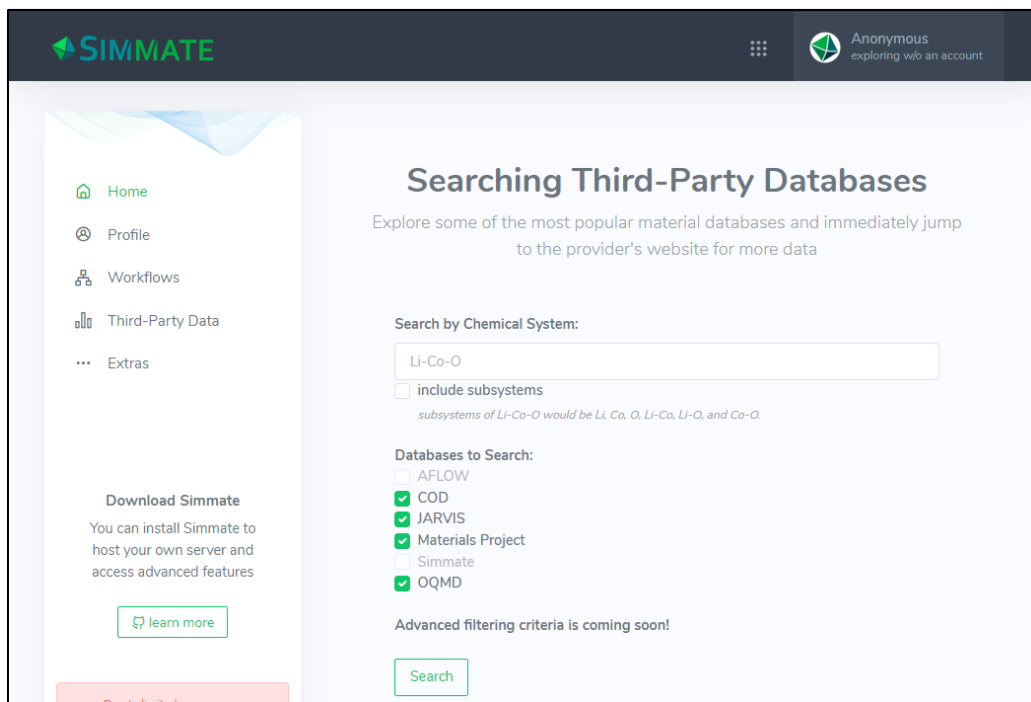 SIMMATE
Anonymous
exploring w/o an account
Home
Profile
Workflows
Third-Party Data
Extras
Download Simmate
You can install Simmate to
host your own server and
access advanced features
learn more
Searching Third-Party Databases
Explore some of the most popular material databases and immediately jump
to the provider's website for more data
Search by Chemical System:
Li-Co-O
include subsystems
subsystems of Li-Co-O would be Li, Co, O, Li-Co, Li-O, and Co-O.
Databases to Search:
AFLOW
COD
JARVIS
Materials Project
Simmate
OQMD
Advanced filtering criteria is coming soon!
Search